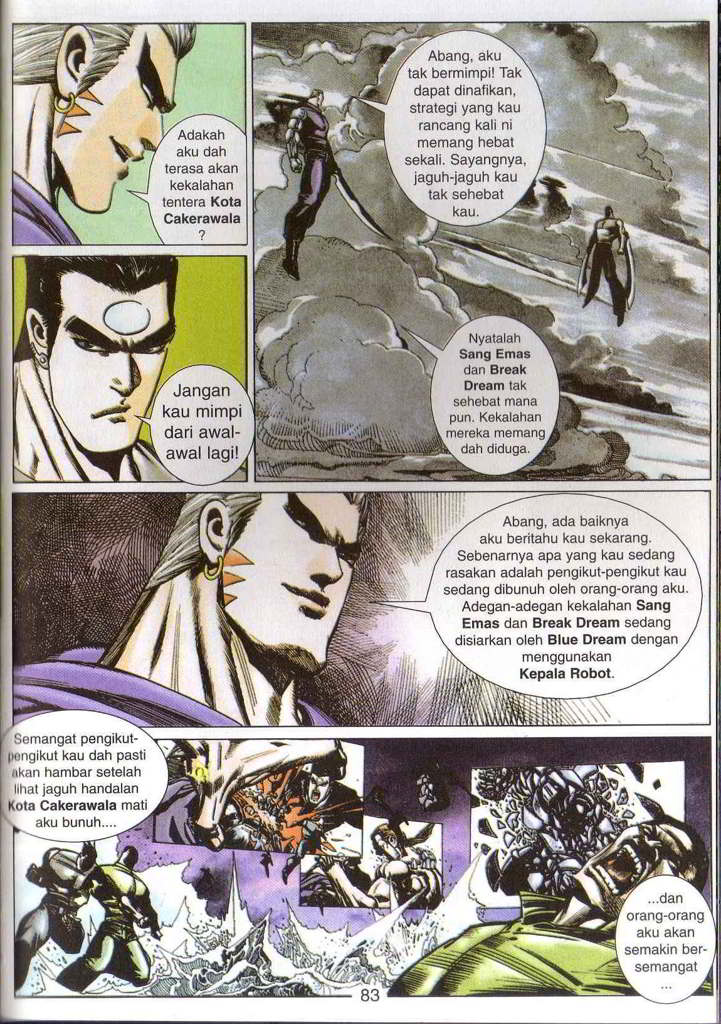 Adakah
aku dah
terasa akan
kekalahan
tentera Kota
Cakerawala
?
Abang, aku
tak bermimpi! Tak
dapat dinafikan,
strategi yang kau
rancang kali ni
memang hebat
sekali. Sayangnya,
jaguh-jaguh kau
tak sehebat
kau.
Jangan
kau mimpi
dari awal-
awal lagi!
Nyatalah
Sang Emas
dan Break
Dream tak
sehebat mana
pun. Kekalahan
mereka memang
dah diduga.
Abang, ada baiknya
aku beritahu kau sekarang.
Sebenarnya apa yang kau sedang
rasakan adalah pengikut-pengikut kau
sedang dibunuh oleh orang-orang aku.
Adegan-adegan kekalahan Sang
Emas dan Break Dream sedang
disiarkan oleh Blue Dream dengan
menggunakan
Kepala Robot.
Semangat pengikut-
pengikut kau dah pasti
akan hambar setelah
lihat jaguh handalan
Kota Cakerawala mati
aku bunuh....
...dan
orang-orang
aku akan
semakin ber-
semangat
...
83